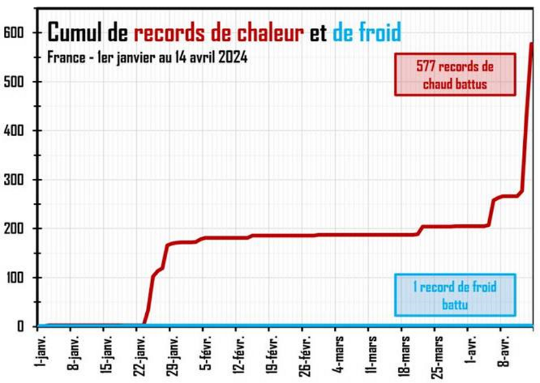 Cumul de records de chaleur et de froid
France - 1er janvier au 14 avril 2024
600
577 records de
chaud battus
500
400
300
200
100
1 record de froid
battu
0
1-janv.
8-janv.
15-janv.
22-janv.
29-janv.
5-févr.
12-févr.
19-févr.
26-févr.
4-mars
11-mars
18-mars
25-mars
1-avr.
8-avr.